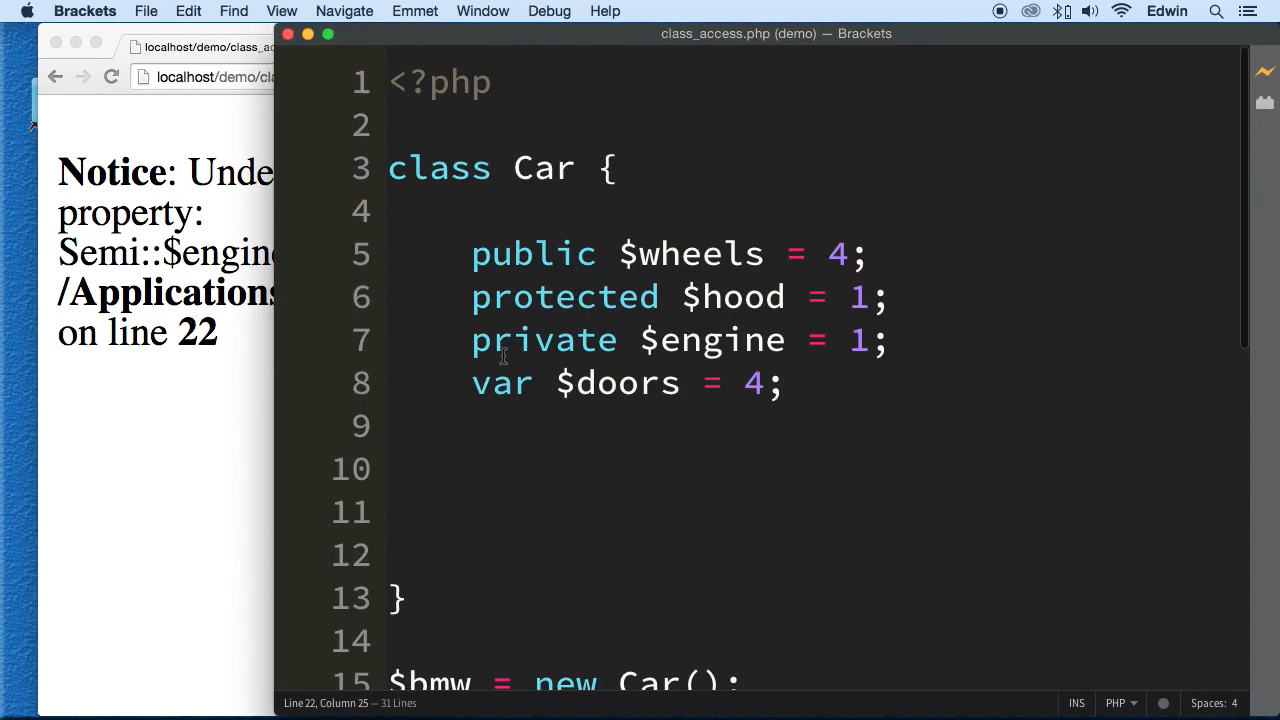 Brackets File Edit Find View Navigate Emmet Window Debug Help Edwin
class_access.php (demo) — Brackets
localhost/demo/class_ac
localhost/demo/cla
Notice: Unde
property:
Semi::$engine
/Applications
on line 22
1 <?php
2
3 class Car {
4
5 public $wheels = 4;
6 protected $hood = 1;
7 private $engine = 1;
8 var $doors = 4;
9
10
11
12
13 }
14
15 $bmw = new Car();
Line 22, Column 25 — 31 Lines INS PHP Spaces: 4